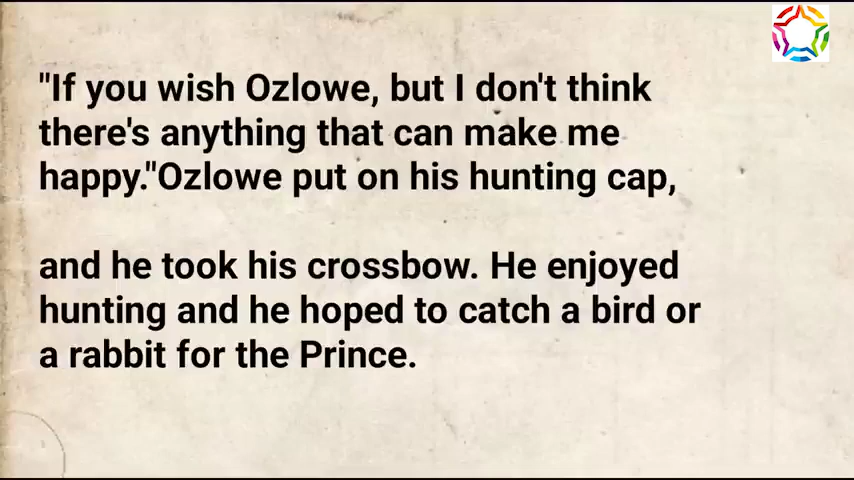 "If you wish Ozlowe, but I don't think
there's anything that can make me
happy."Ozlowe put on his hunting cap,
and he took his crossbow. He enjoyed
hunting and he hoped to catch a bird or
a rabbit for the Prince.